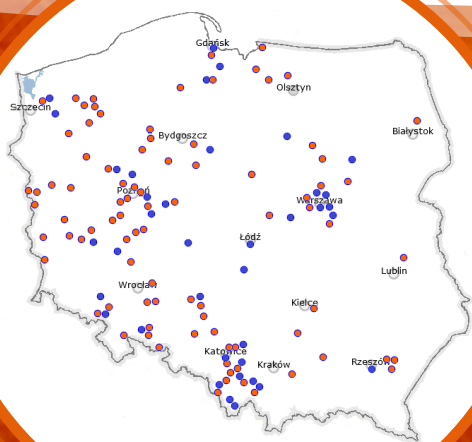 Gdańsk
Olsztyn
Szczecin
Białystok
Bydgoszcz
Poznań
Warszawa
Łódź
Lublin
Wrocław
Kielce
Katowice
Kraków
Rzeszów